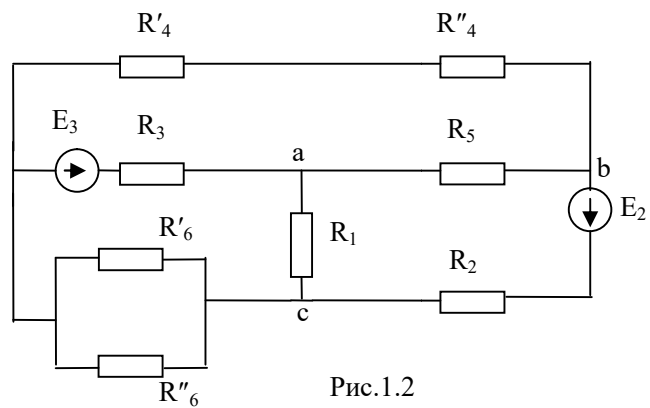 R′₄ R″₄
E₃ R₃ a R₅ b
E₂
R′₆ R₁ R₂
c
R″₆ Рис.1.2